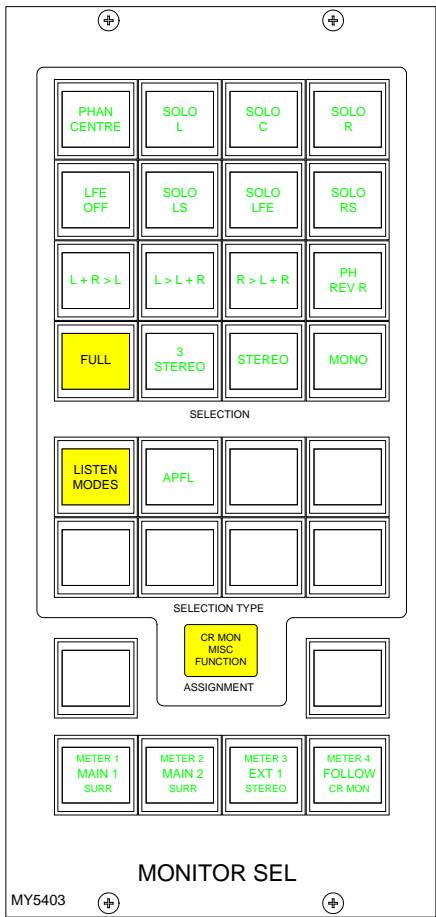 PHAN
CENTRE
SOLO
L
SOLO
C
SOLO
R
LFE
OFF
SOLO
LS
SOLO
LFE
SOLO
RS
L + R > L
L > L + R
R > L + R
PH
REV R
FULL
3
STEREO
STEREO
MONO
SELECTION
LISTEN
MODES
APFL
SELECTION TYPE
CR MON
MISC
FUNCTION
ASSIGNMENT
METER 1
MAIN 1
SURR
METER 2
MAIN 2
SURR
METER 3
EXT 1
STEREO
METER 4
FOLLOW
CR MON
MONITOR SEL
MY5403